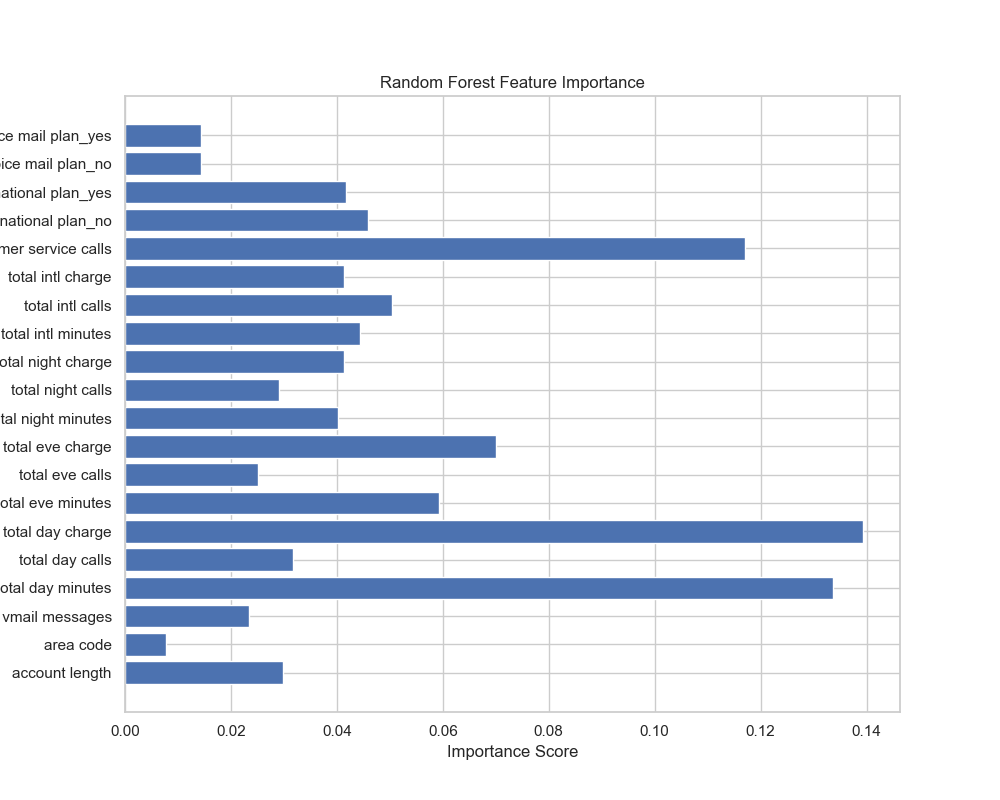 Random Forest Feature Importance
ce mail plan_yes
ice mail plan_no
national plan_yes
national plan_no
mer service calls
total intl charge
total intl calls
total intl minutes
otal night charge
total night calls
tal night minutes
total eve charge
total eve calls
otal eve minutes
total day charge
total day calls
otal day minutes
vmail messages
area code
account length
0.00 0.02 0.04 0.06 0.08 0.10 0.12 0.14
Importance Score